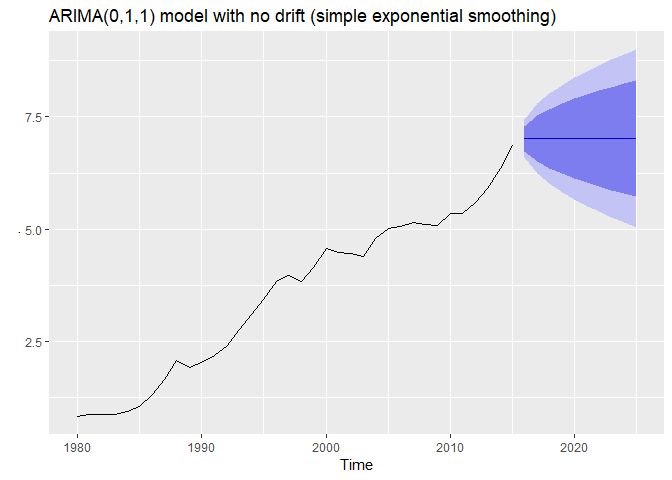 ARIMA(0,1,1) model with no drift (simple exponential smoothing)
7.5
5.0
.
2.5
1980 1990 2000 2010 2020
Time